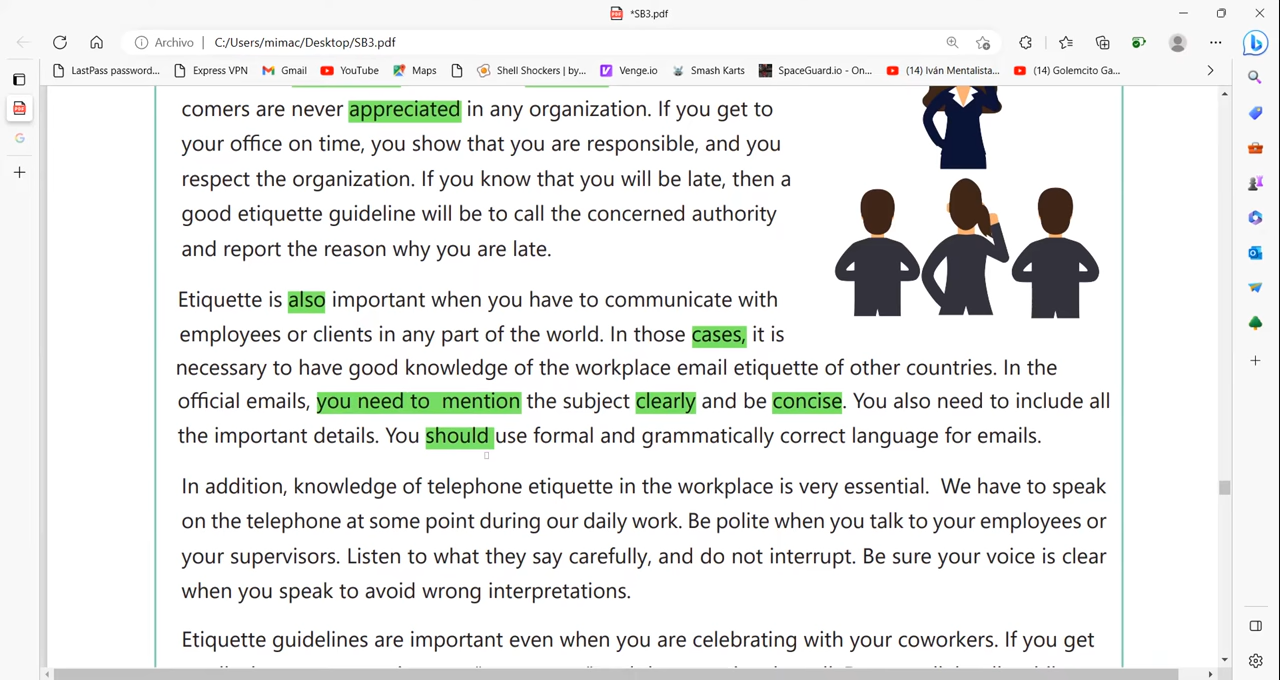 *SB3.pdf
Archivo C:/Users/mimac/Desktop/SB3.pdf
LastPass password... Express VPN Gmail YouTube Maps Shell Shockers | by... Venge.io Smash Karts SpaceGuard.io - On... (14) Iván Mentalista... (14) Golemcito Ga...
comers are never appreciated in any organization. If you get to
your office on time, you show that you are responsible, and you
respect the organization. If you know that you will be late, then a
good etiquette guideline will be to call the concerned authority
and report the reason why you are late.
Etiquette is also important when you have to communicate with
employees or clients in any part of the world. In those cases, it is
necessary to have good knowledge of the workplace email etiquette of other countries. In the
official emails, you need to mention the subject clearly and be concise. You also need to include all
the important details. You should use formal and grammatically correct language for emails.
In addition, knowledge of telephone etiquette in the workplace is very essential. We have to speak
on the telephone at some point during our daily work. Be polite when you talk to your employees or
your supervisors. Listen to what they say carefully, and do not interrupt. Be sure your voice is clear
when you speak to avoid wrong interpretations.
Etiquette guidelines are important even when you are celebrating with your coworkers. If you get